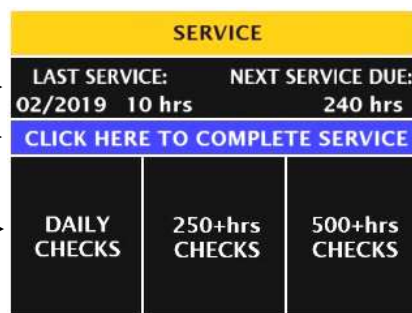 SERVICE
LAST SERVICE: NEXT SERVICE DUE:
02/2019 10 hrs 240 hrs
CLICK HERE TO COMPLETE SERVICE
DAILY CHECKS
250+hrs CHECKS
500+hrs CHECKS